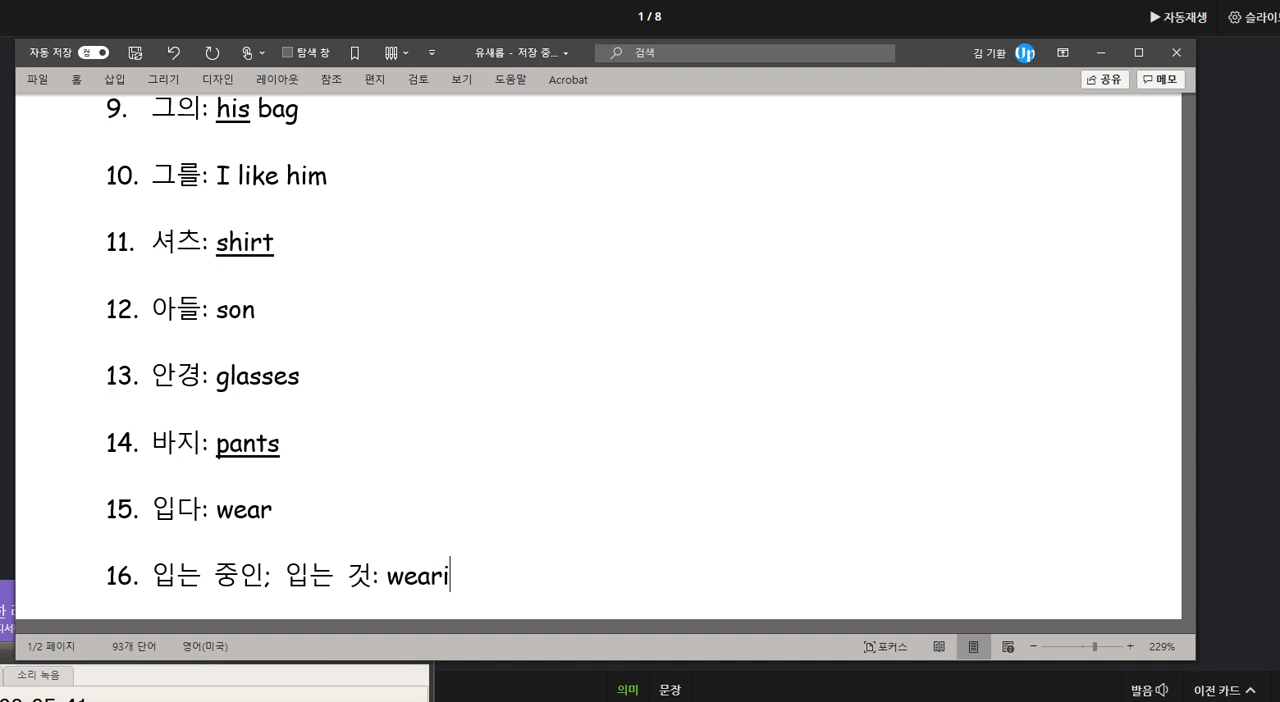 1 / 8
▶자동재생
슬라이
자동 저장
탐색 창
유새롬 - 저장 중...
검색
김 기환
Up
파일 홈 삽입 그리기 디자인 레이아웃 참조 편지 검토 보기 도움말 Acrobat
공유
메모
9. 그의: his bag
10. 그를: I like him
11. 셔츠: shirt
12. 아들: son
13. 안경: glasses
14. 바지: pants
15. 입다: wear
16. 입는 중인; 입는 것: weari
1/2 페이지 93개 단어 영어(미국)
포커스
229%
소리 녹음
의미 문장
발음
이전 카드